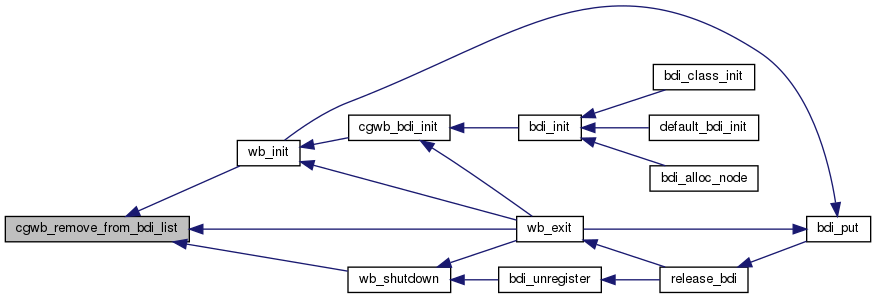 bdi_class_init
cgwb_bdi_init
bdi_init
default_bdi_init
wb_init
bdi_alloc_node
cgwb_remove_from_bdi_list
wb_exit
bdi_put
wb_shutdown
bdi_unregister
release_bdi